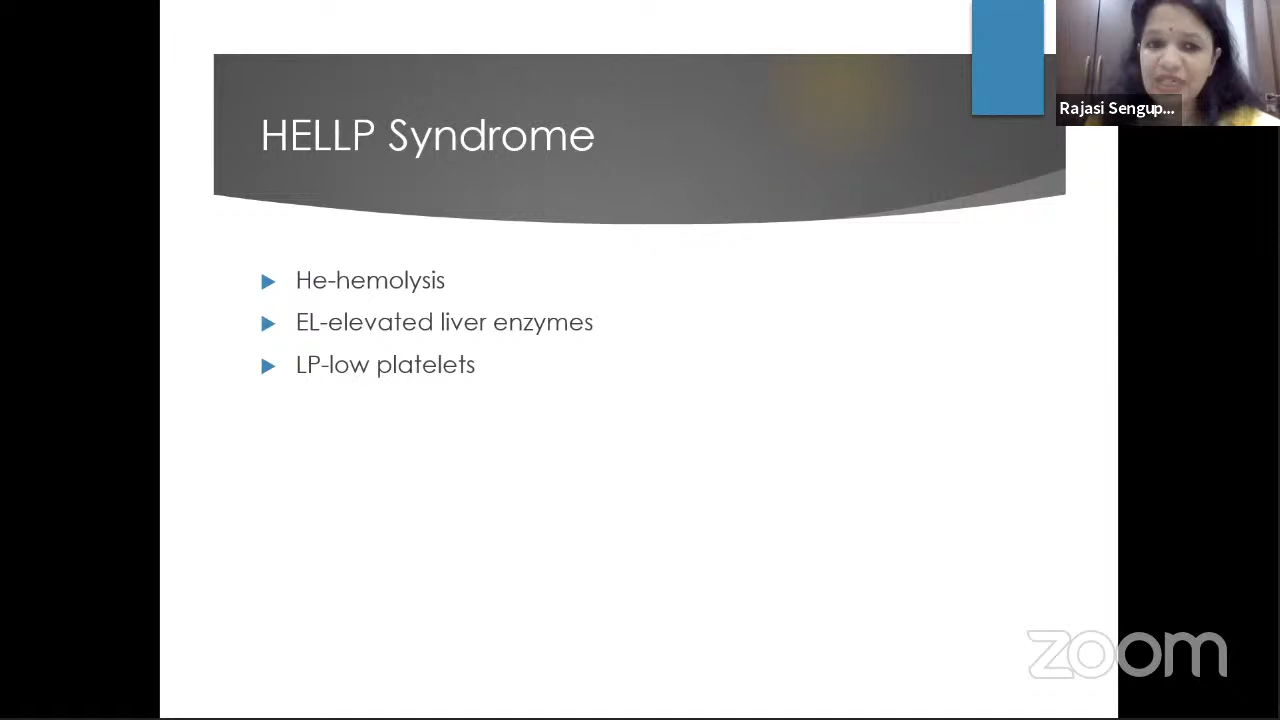 HELLP Syndrome
Rajasi Sengup...
He-hemolysis
EL-elevated liver enzymes
LP-low platelets
zoom